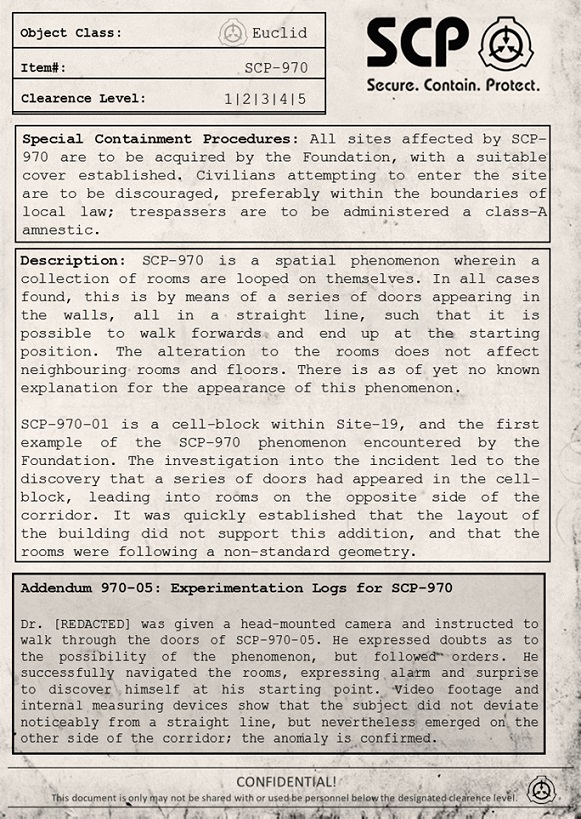 Object Class: Euclid
Item#: SCP-970
Clearence Level: 1|2|3|4|5
SCP
Secure. Contain. Protect.
Special Containment Procedures: All sites affected by SCP-
970 are to be acquired by the Foundation, with a suitable
cover established. Civilians attempting to enter the site
are to be discouraged, preferably within the boundaries of
local law; trespassers are to be administered a class-A
amnestic.
Description: SCP-970 is a spatial phenomenon wherein a
collection of rooms are looped on themselves. In all cases
found, this is by means of a series of doors appearing in
the walls, all in a straight line, such that it is
possible to walk forwards and end up at the starting
position. The alteration to the rooms does not affect
neighbouring rooms and floors. There is as of yet no known
explanation for the appearance of this phenomenon.
SCP-970-01 is a cell-block within Site-19, and the first
example of the SCP-970 phenomenon encountered by the
Foundation. The investigation into the incident led to the
discovery that a series of doors had appeared in the cell-
block, leading into rooms on the opposite side of the
corridor. It was quickly established that the layout of
the building did not support this addition, and that the
rooms were following a non-standard geometry.
Addendum 970-05: Experimentation Logs for SCP-970
Dr. [REDACTED] was given a head-mounted camera and instructed to
walk through the doors of SCP-970-05. He expressed doubts as to
the possibility of the phenomenon, but followed orders. He
successfully navigated the rooms, expressing alarm and surprise
to discover himself at his starting point. Video footage and
internal measuring devices show that the subject did not deviate
noticeably from a straight line, but nevertheless emerged on the
other side of the corridor; the anomaly is confirmed.
CONFIDENTIAL!
This document is only may not be shared with or used be personnel below the designated clearence level.